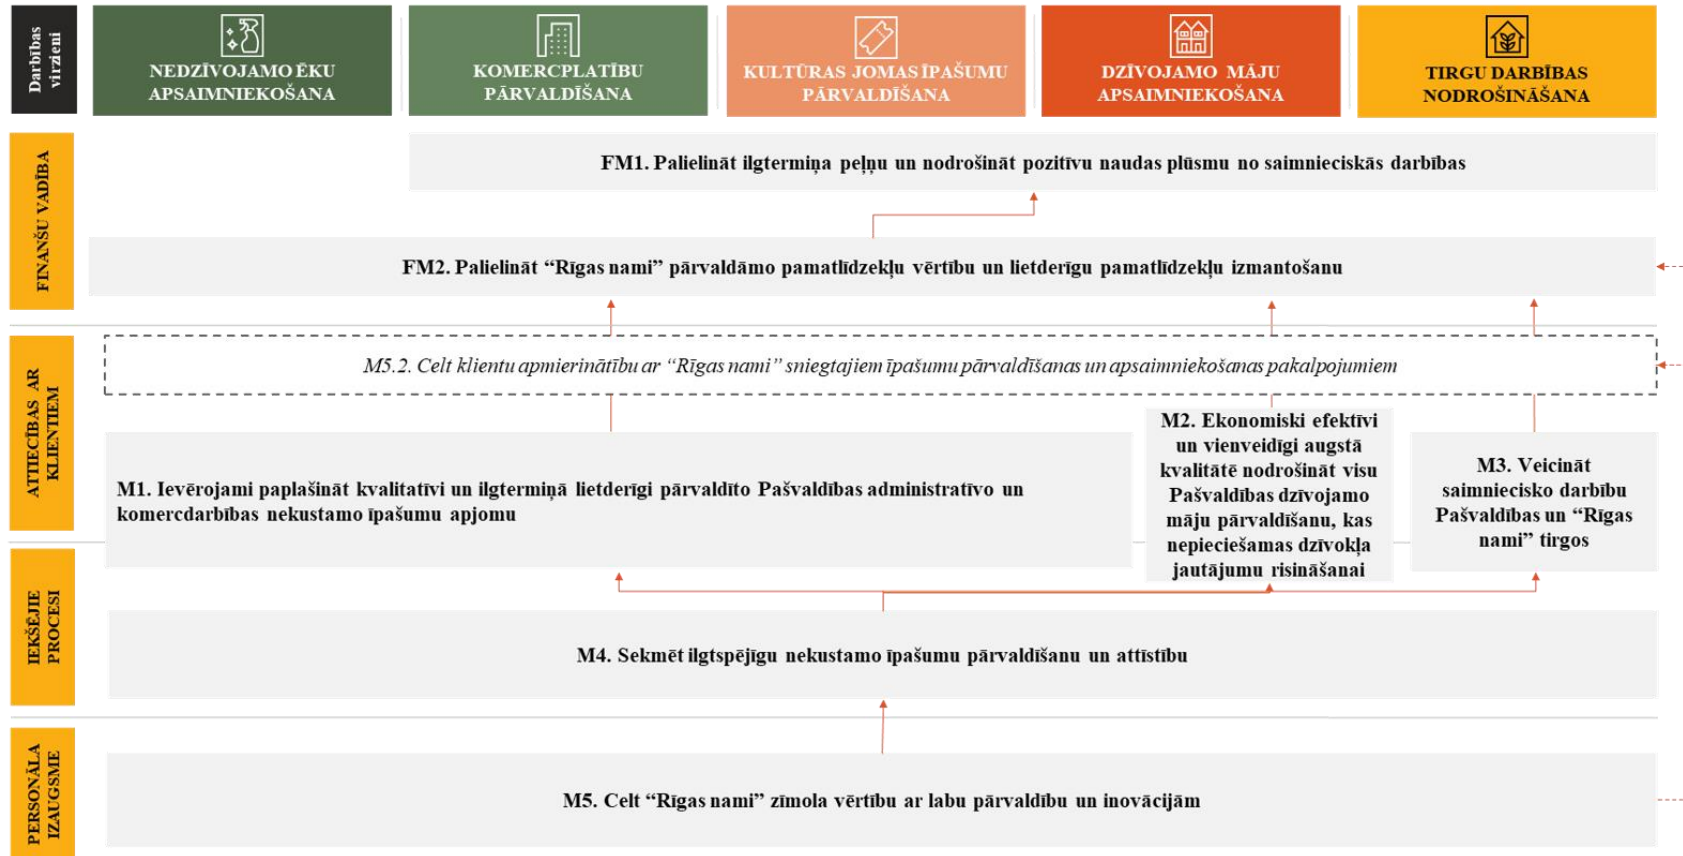 Darbības
virzieni
NEDZĪVOJAMO ĒKU
APSAIMNIEKOŠANA
KOMERCPLATĪBU
PĀRVALDĪŠANA
KULTŪRAS JOMAS ĪPAŠUMU
PĀRVALDĪŠANA
DZĪVOJAMO MĀJU
APSAIMNIEKOŠANA
TIRGU DARBĪBAS
NODROŠINĀŠANA
FINANŠU VADĪBA
FM1. Palielināt ilgtermiņa peļņu un nodrošināt pozitīvu naudas plūsmu no saimnieciskās darbības
FM2. Palielināt “Rīgas nami” pārvaldāmo pamatlīdzekļu vērtību un lietderīgu pamatlīdzekļu izmantošanu
ATTIECĪBAS AR
KLIENTIEM
M5.2. Celt klientu apmierinātību ar “Rīgas nami” sniegtajiem īpašumu pārvaldīšanas un apsaimniekošanas pakalpojumiem
M1. Ievērojami paplašināt kvalitatīvi un ilgtermiņā lietderīgi pārvaldīto Pašvaldības administratīvo un
komercdarbības nekustamo īpašumu apjomu
M2. Ekonomiski efektīvi
un vienveidīgi augstā
kvalitātē nodrošināt visu
Pašvaldības dzīvojamo
māju pārvaldīšanu, kas
nepieciešamas dzīvokļa
jautājumu risināšanai
M3. Veicināt
saimniecisko darbību
Pašvaldības un “Rīgas
nami” tirgos
IEKŠĒJIE
PROCESI
M4. Sekmēt ilgtspējīgu nekustamo īpašumu pārvaldīšanu un attīstību
PERSONĀLA
IZAUGSME
M5. Celt “Rīgas nami” zīmola vērtību ar labu pārvaldību un inovācijām